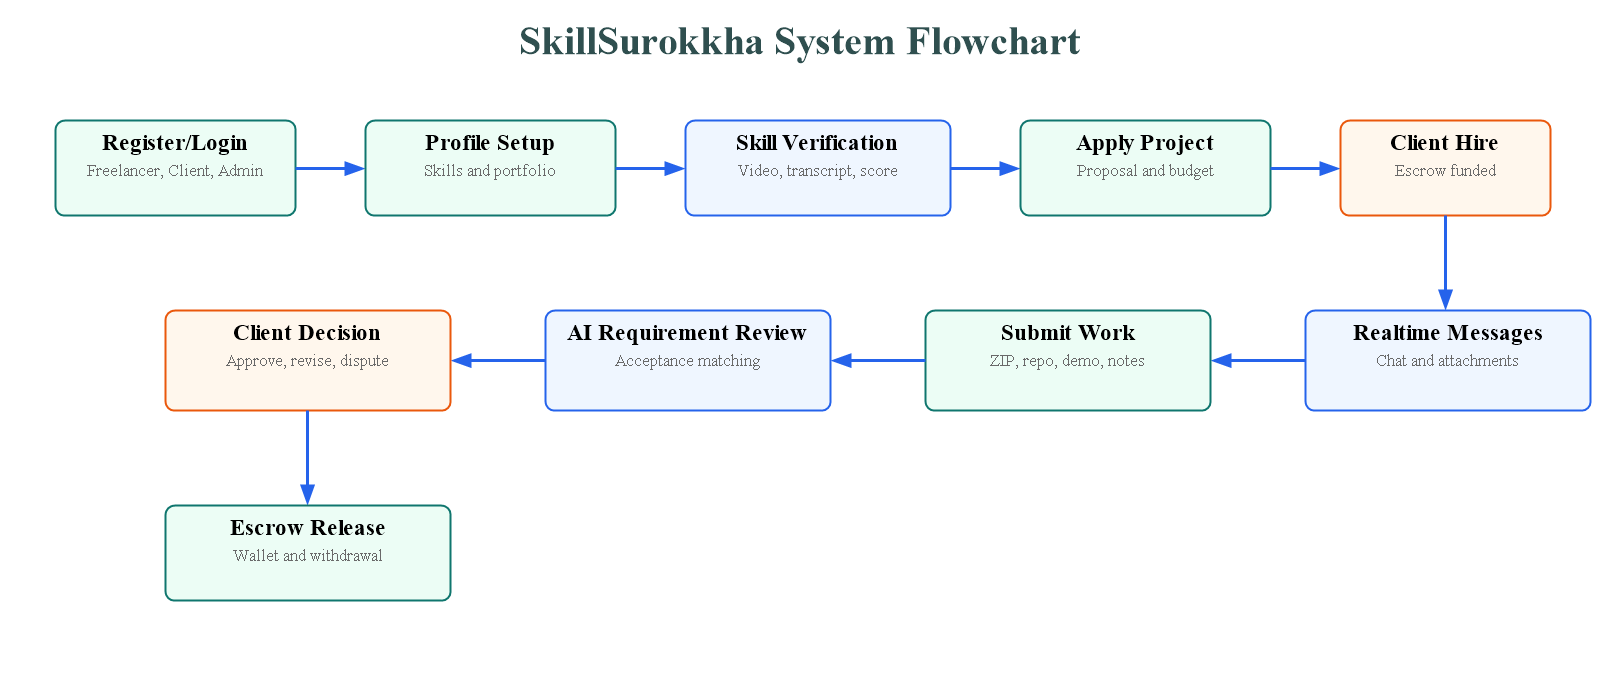 SkillSurokkha System Flowchart
Register/Login
Freelancer, Client, Admin
Profile Setup
Skills and portfolio
Skill Verification
Video, transcript, score
Apply Project
Proposal and budget
Client Hire
Escrow funded
Realtime Messages
Chat and attachments
Submit Work
ZIP, repo, demo, notes
AI Requirement Review
Acceptance matching
Client Decision
Approve, revise, dispute
Escrow Release
Wallet and withdrawal